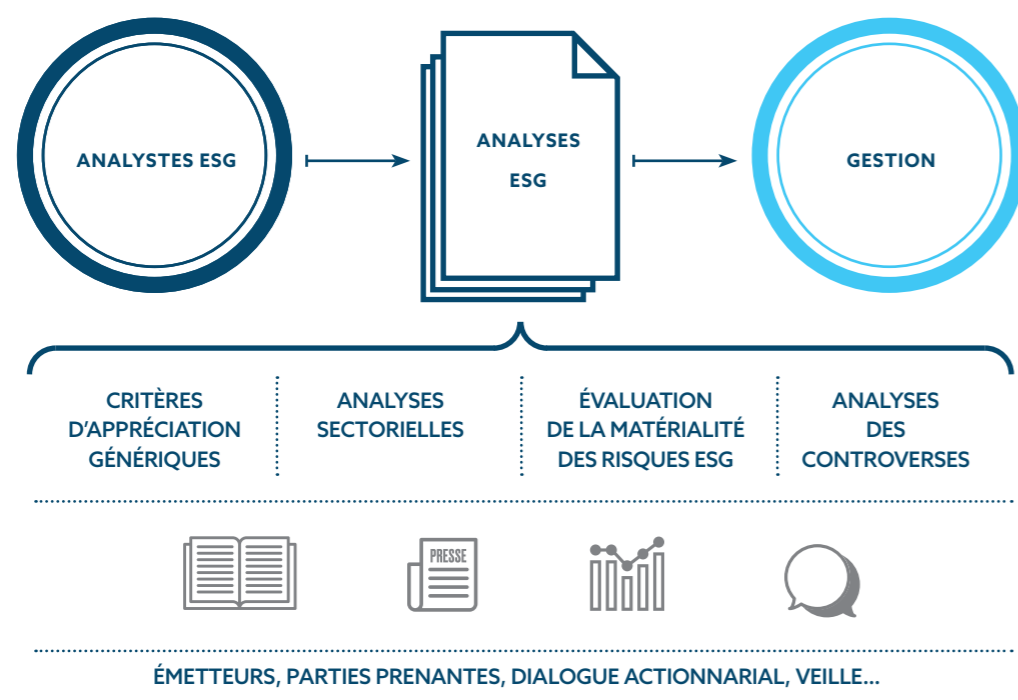 ANALYSTES ESG
ANALYSES
ESG
GESTION
CRITÈRES
D'APPRÉCIATION
GÉNÉRIQUES
ANALYSES
SECTORIELLES
ÉVALUATION
DE LA MATÉRIALITÉ
DES RISQUES ESG
ANALYSES
DES
CONTROVERSES
PRESSE
ÉMETTEURS, PARTIES PRENANTES, DIALOGUE ACTIONNARIAL, VEILLE...